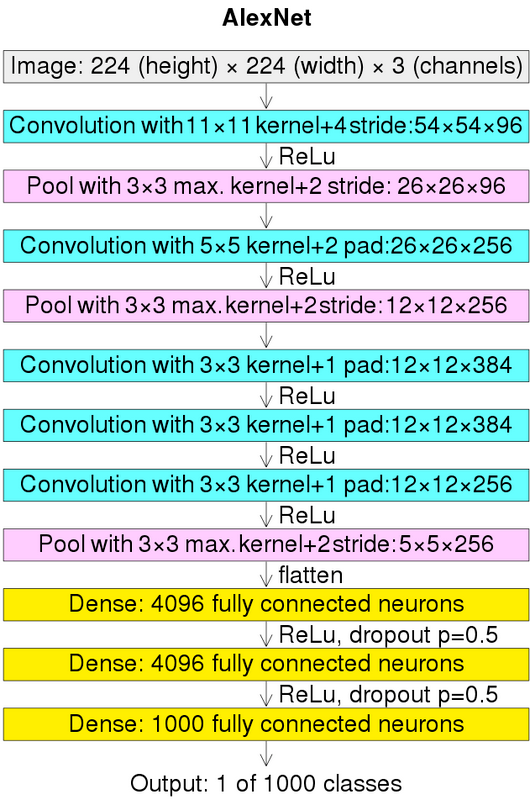 AlexNet
Image: 224 (height) × 224 (width) × 3 (channels)
Convolution with 11×11 kernel+4 stride:54×54×96
ReLu
Pool with 3×3 max. kernel+2 stride: 26×26×96
Convolution with 5×5 kernel+2 pad:26×26×256
ReLu
Pool with 3×3 max.kernel+2stride:12×12×256
Convolution with 3×3 kernel+1 pad:12×12×384
ReLu
Convolution with 3×3 kernel+1 pad:12×12×384
ReLu
Convolution with 3×3 kernel+1 pad:12×12×256
ReLu
Pool with 3×3 max.kernel+2stride:5×5×256
flatten
Dense: 4096 fully connected neurons
ReLu, dropout p=0.5
Dense: 4096 fully connected neurons
ReLu, dropout p=0.5
Dense: 1000 fully connected neurons
Output: 1 of 1000 classes